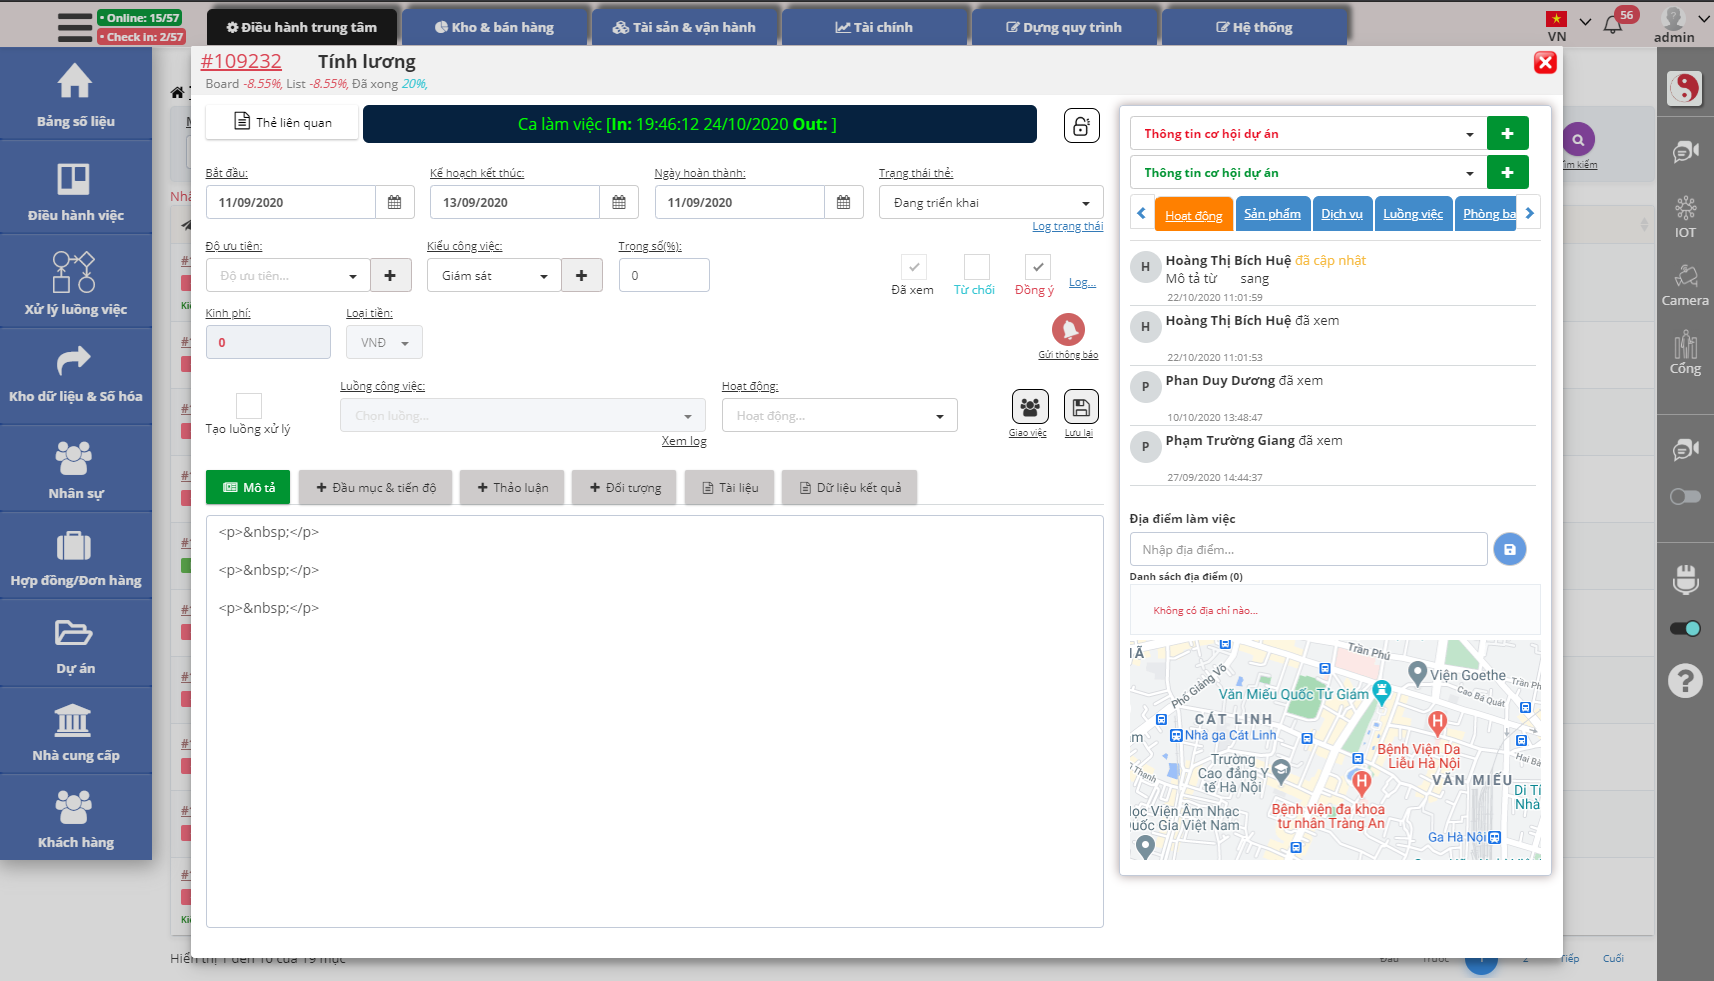 Online: 15/57
Check in: 2/57
Điều hành trung tâm
Kho & bán hàng
Tài sản & vận hành
Tài chính
Dựng quy trình
Hệ thống
VN
56
admin
Bảng số liệu
Điều hành việc
Xử lý luồng việc
Kho dữ liệu & Số hóa
Nhân sự
Hợp đồng/Đơn hàng
Dự án
Nhà cung cấp
Khách hàng
#109232 Tính lương
Board -8.55%, List -8.55%, Đã xong 20%,
Thẻ liên quan
Ca làm việc [In: 19:46:12 24/10/2020 Out: ]
Bắt đầu:
11/09/2020
Kế hoạch kết thúc:
13/09/2020
Ngày hoàn thành:
11/09/2020
Trạng thái thẻ:
Đang triển khai
Log trạng thái
Độ ưu tiên:
Độ ưu tiên...
Kiểu công việc:
Giám sát
Trọng số(%):
0
Đã xem
Từ chối
Đồng ý
Log...
Kinh phí:
0
Loại tiền:
VNĐ
Gửi thông báo
Tạo luồng xử lý
Luồng công việc:
Chọn luồng...
Xem log
Hoạt động:
Hoạt động...
Giao việc
Lưu lại
Mô tả
Đầu mục & tiến độ
Thảo luận
Đối tượng
Tài liệu
Dữ liệu kết quả
<p>&nbsp;</p>
<p>&nbsp;</p>
<p>&nbsp;</p>
Thông tin cơ hội dự án
Thông tin cơ hội dự án
Hoạt động
Sản phẩm
Dịch vụ
Luồng việc
Phòng ba
H
Hoàng Thị Bích Huệ đã cập nhật
Mô tả từ sang
22/10/2020 11:01:59
H
Hoàng Thị Bích Huệ đã xem
22/10/2020 11:01:53
P
Phan Duy Dương đã xem
10/10/2020 13:48:47
P
Phạm Trường Giang đã xem
27/09/2020 14:44:37
Địa điểm làm việc
Nhập địa điểm...
Danh sách địa điểm (0)
Không có địa chỉ nào...
Trần Phú
Phố Giảng Võ
Viện Goethe
Văn Miếu Quốc Tử Giám
Cao Bá Quát
Trần Ph
CÁT LINH
Nhà ga Cát Linh
Bệnh Viện Da
Liễu Hà Nội
Trường
Cao đẳng Y
tế Hà Nội
VĂN MIẾU
Bệnh viện đa khoa
tư nhân Tràng An
ọc Viện Âm Nhạc
uốc Gia Việt Nam
Ga Hà Nội
Di Tí
Nhà
IOT
Camera
Cổng
Tiếp
Cuối